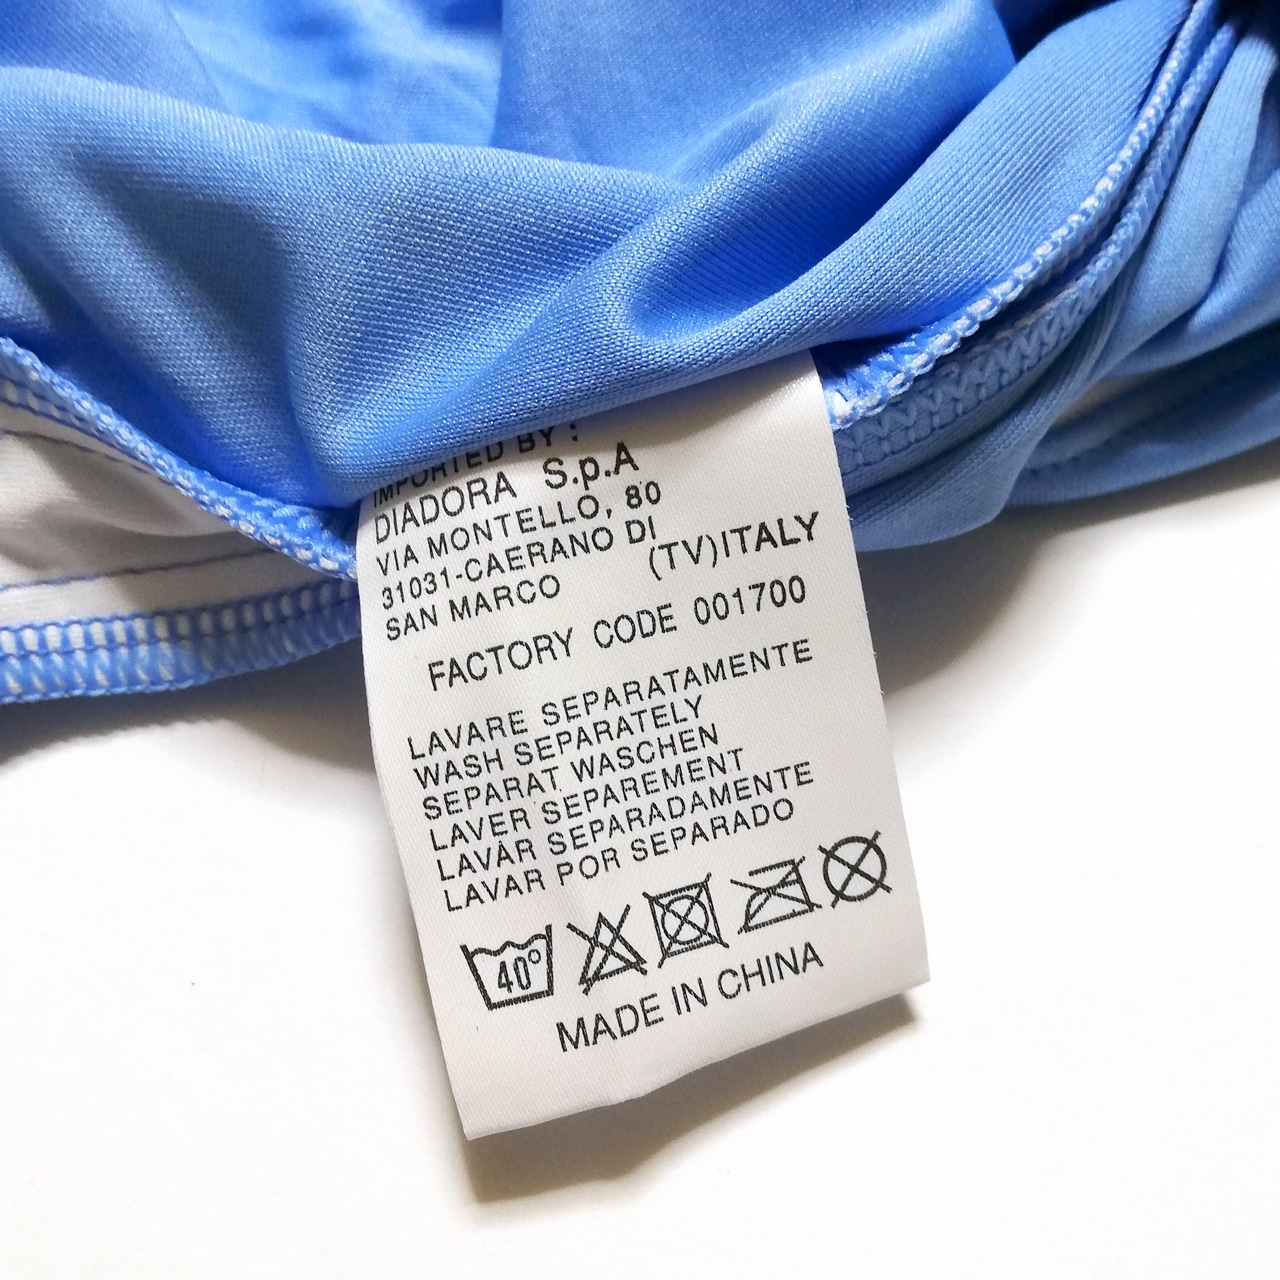 IMPORTED BY :
DIADORA S.p.A
VIA MONTELLO, 80
31031-CAERANO DI
SAN MARCO (TV)ITALY
FACTORY CODE 001700
LAVARE SEPARATAMENTE
WASH SEPARATELY
SEPARAT WASCHEN
LAVER SEPAREMENT
LAVAR SEPARADAMENTE
LAVAR POR SEPARADO
40°
MADE IN CHINA